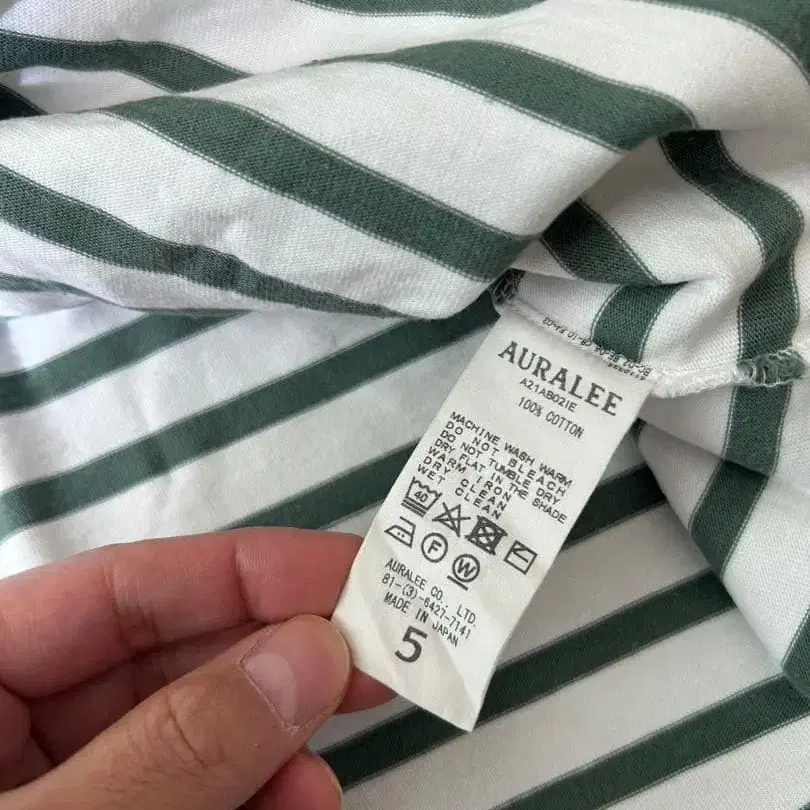 AURALEE
A21AB02IE
100% COTTON
MACHINE WASH WARM
DO NOT BLEACH
DO NOT TUMBLE DRY
DRY FLAT IN THE SHADE
WARM IRON
DRY CLEAN
WET CLEAN
40
F
W
AURALEE CO., LTD.
81-(3)-6427-7141
MADE IN JAPAN
5